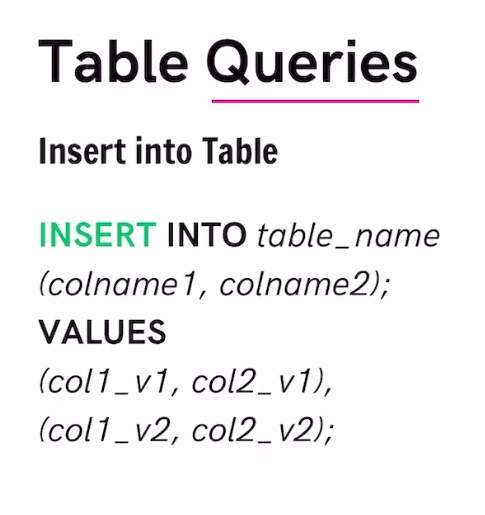 Table Queries
Insert into Table
INSERT INTO table_name
(colname1, colname2);
VALUES
(col1_v1, col2_v1),
(col1_v2, col2_v2);